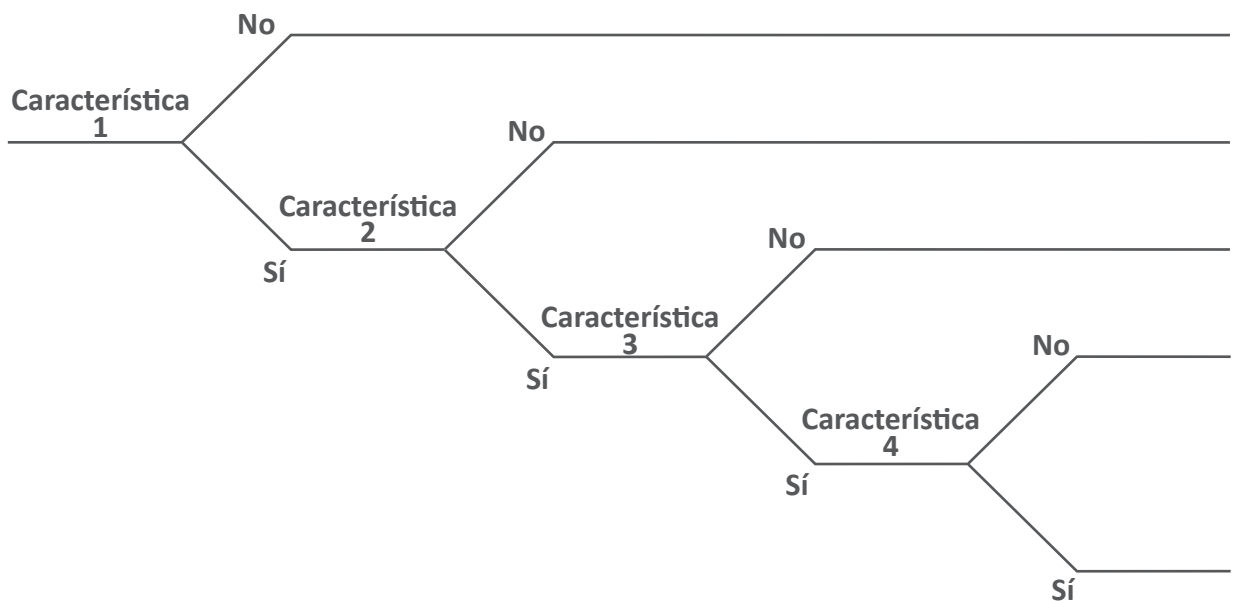 No
Característica
1
No
Característica
2
Sí
No
Característica
3
Sí
No
Característica
4
Sí
Sí